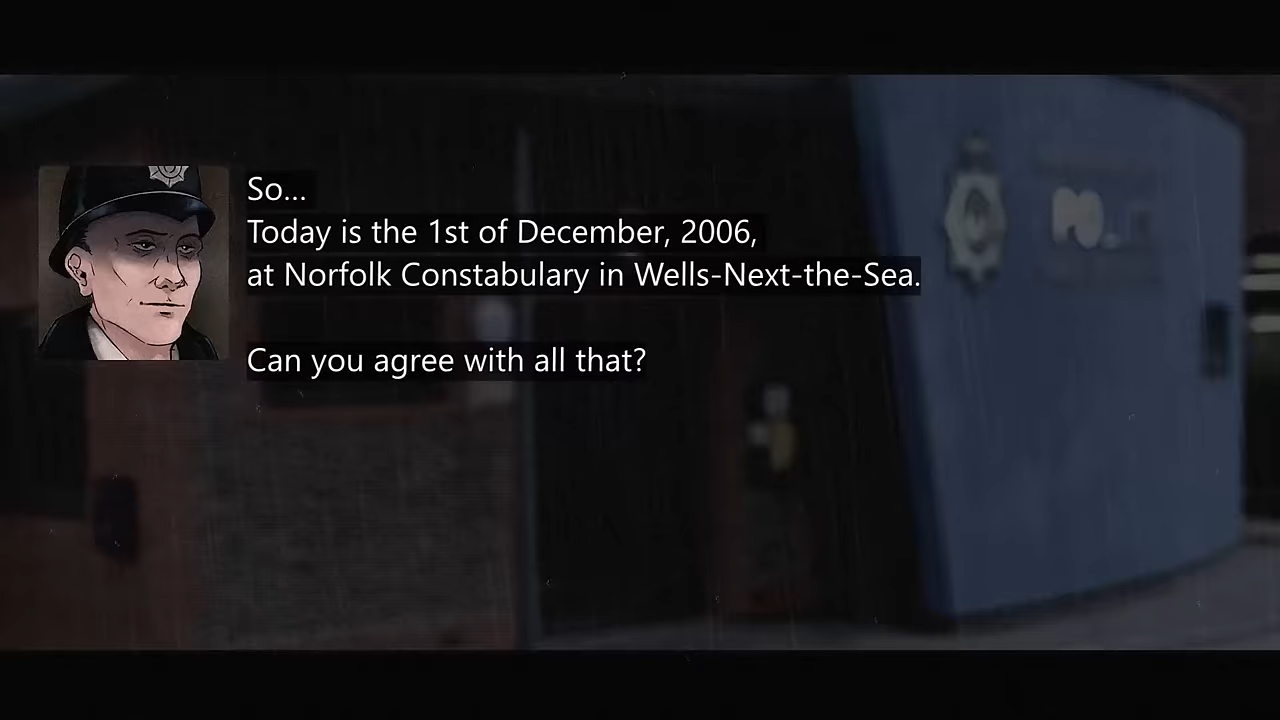 So...
Today is the 1st of December, 2006,
at Norfolk Constabulary in Wells-Next-the-Sea.
Can you agree with all that?